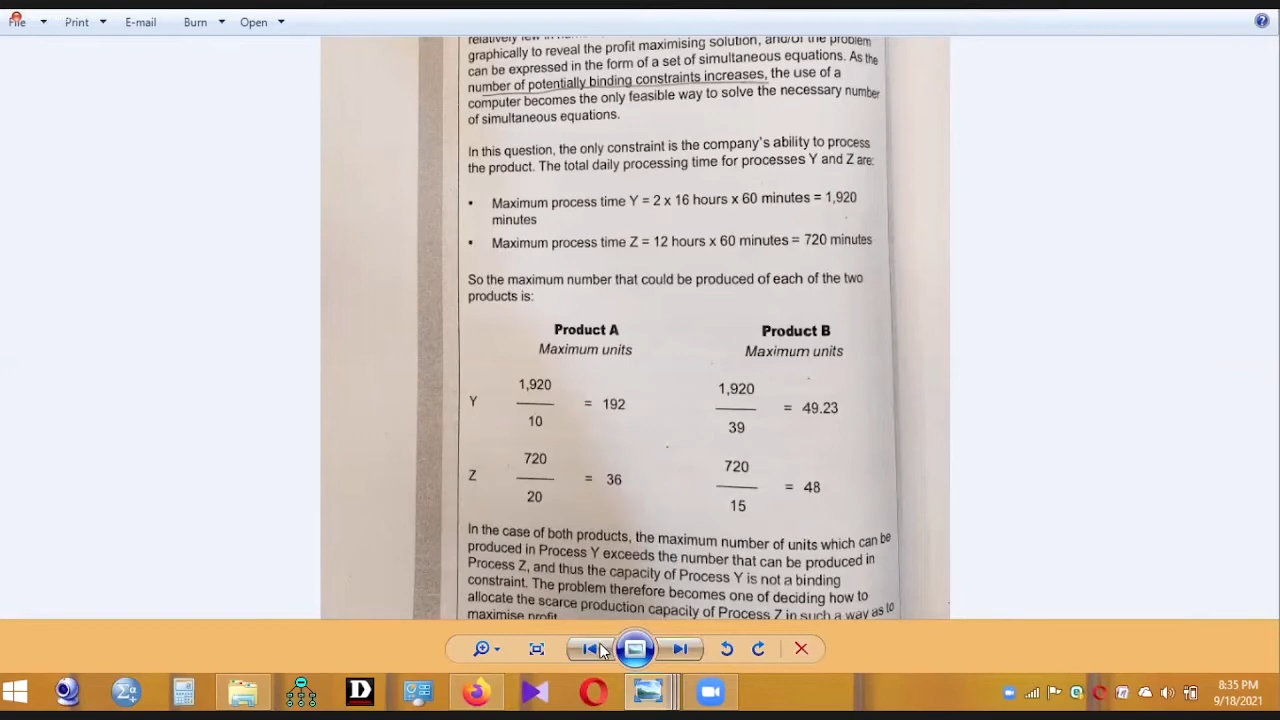 File Print E-mail Burn Open
graphically to reveal the profit maximising solution, and/or the problem
can be expressed in the form of a set of simultaneous equations. As the
number of potentially binding constraints increases, the use of a
computer becomes the only feasible way to solve the necessary number
of simultaneous equations.
In this question, the only constraint is the company's ability to process
the product. The total daily processing time for processes Y and Z are:
• Maximum process time Y = 2 x 16 hours x 60 minutes = 1,920
minutes
• Maximum process time Z = 12 hours x 60 minutes = 720 minutes
So the maximum number that could be produced of each of the two
products is:
Product A Product B
Maximum units Maximum units
1,920 1,920
Y = 192 = 49.23
10 39
720 720
Z = 36 = 48
20 15
In the case of both products, the maximum number of units which can be
produced in Process Y exceeds the number that can be produced in
Process Z, and thus the capacity of Process Y is not a binding
constraint. The problem therefore becomes one of deciding how to
allocate the scarce production capacity of Process Z in such a way as to
maximise profit.
8:35 PM
9/18/2021